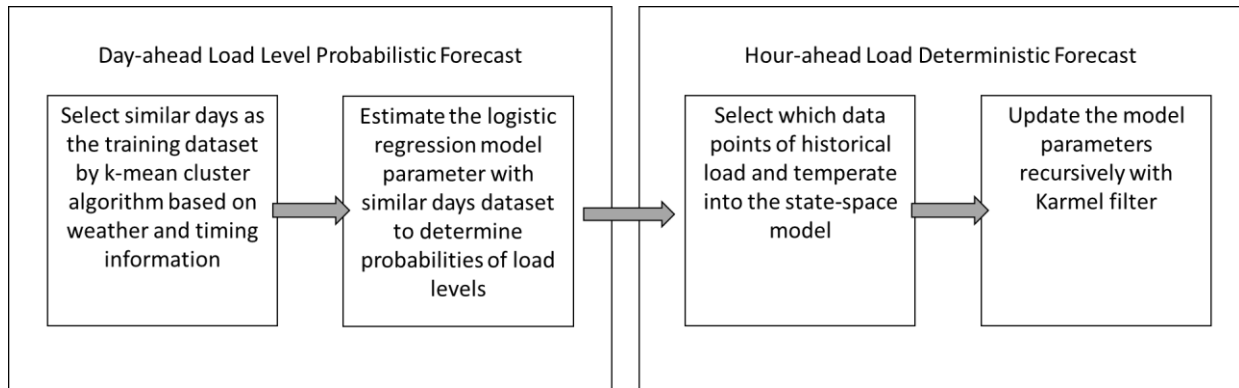 Day-ahead Load Level Probabilistic Forecast
Select similar days as
the training dataset
by k-mean cluster
algorithm based on
weather and timing
information
Estimate the logistic
regression model
parameter with
similar days dataset
to determine
probabilities of load
levels
Hour-ahead Load Deterministic Forecast
Select which data
points of historical
load and temperate
into the state-space
model
Update the model
parameters
recursively with
Karmel filter